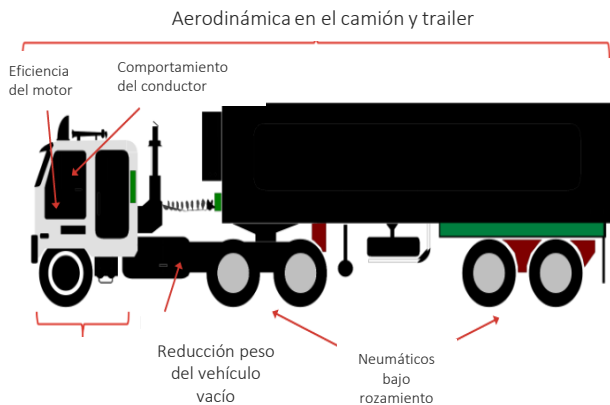 Aerodinámica en el camión y trailer
Eficiencia
del motor
Comportamiento
del conductor
Reducción peso
del vehículo
vacío
Neumáticos
bajo
rozamiento